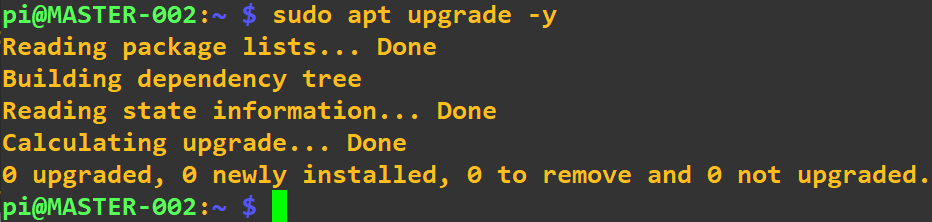 pi@MASTER-002:~ $ sudo apt upgrade -y
Reading package lists... Done
Building dependency tree
Reading state information... Done
Calculating upgrade... Done
0 upgraded, 0 newly installed, 0 to remove and 0 not upgraded.
pi@MASTER-002:~ $